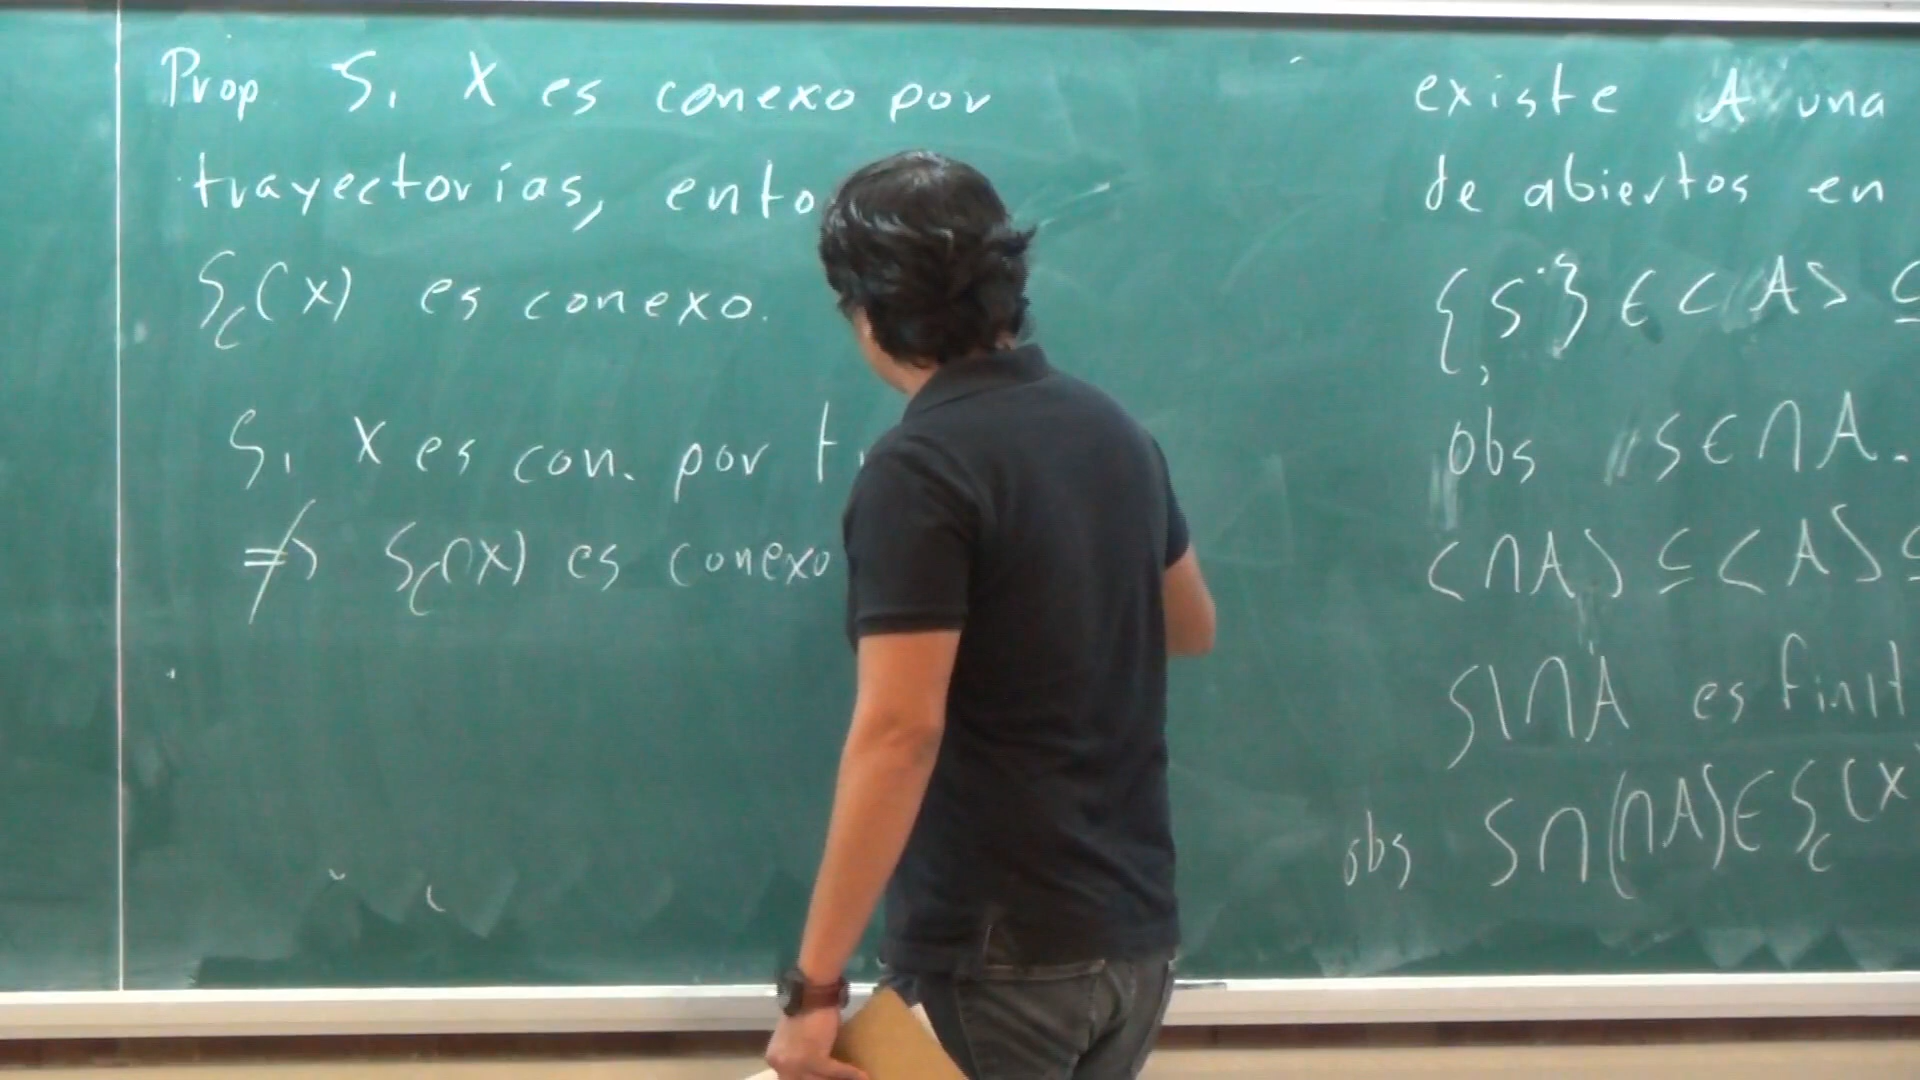 Prop Si X es conexo por
trayectorias, ento
S_c(X) es conexo.
Si X es con. por t
⇏ S_c(X) es conexo
existe A una
de abiertos en
{S} ∈ <A> ⊆
obs S ∈ ∩A.
<∩A> ⊆ <A> ⊆
S\∩A es finit
obs S∩(∩A) ∈ S_c(X